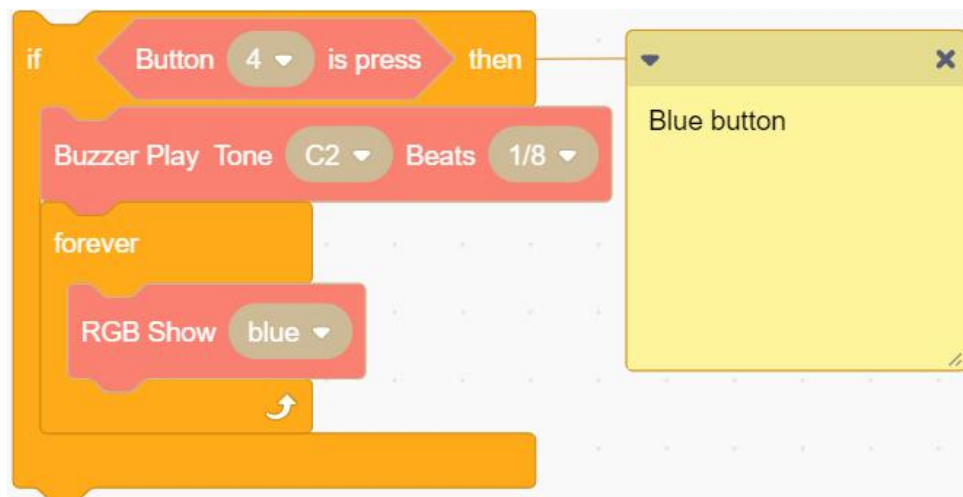 if Button 4 is press then
Blue button
Buzzer Play Tone C2 Beats 1/8
forever
RGB Show blue